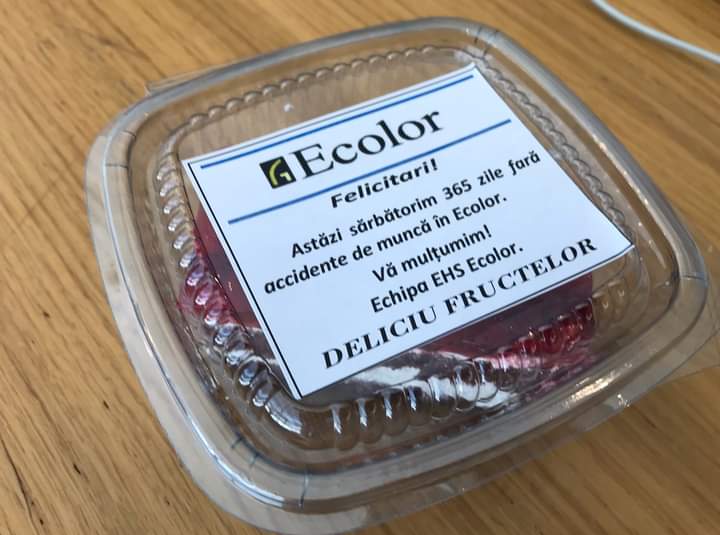 Ecolor
Felicitari!
Astăzi sărbătorim 365 zile fară
accidente de muncă în Ecolor.
Vă mulțumim!
Echipa EHS Ecolor.
DELICIU FRUCTELOR